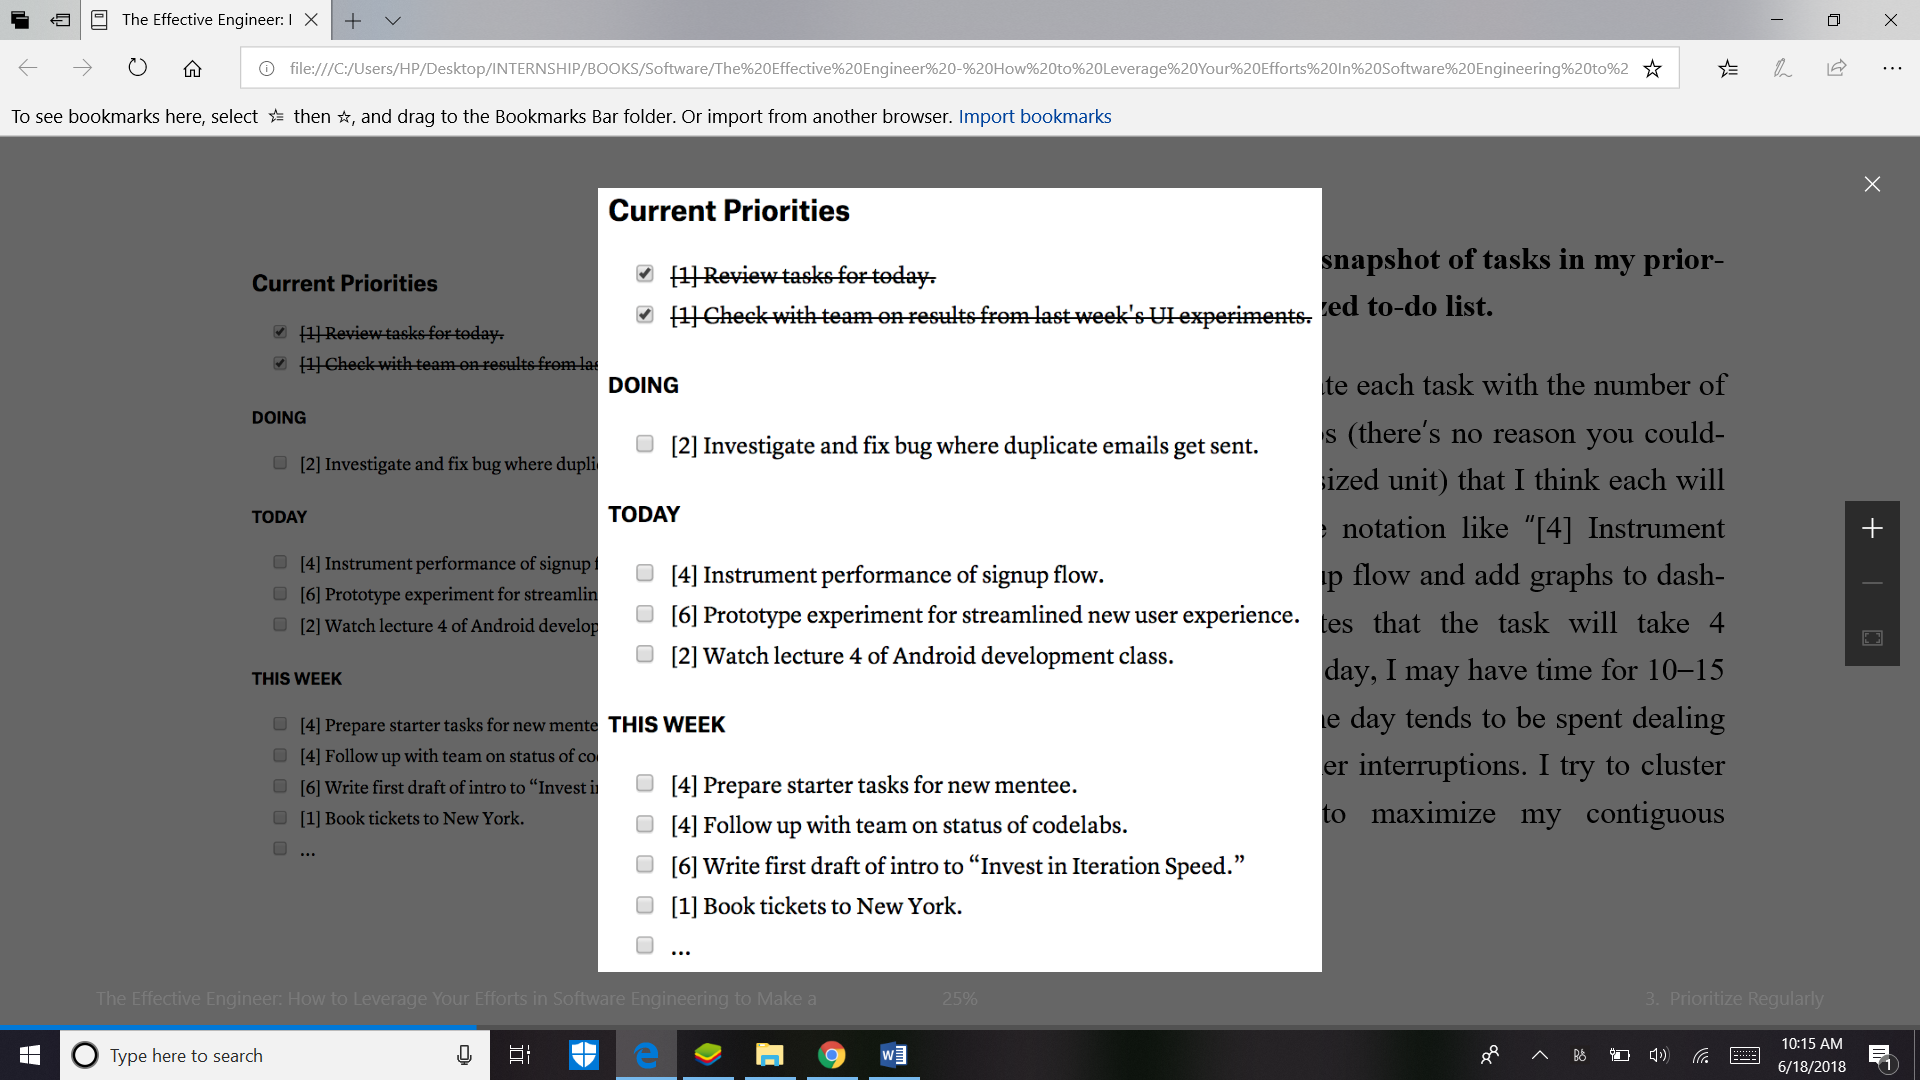 The Effective Engineer: I
file:///C:/Users/HP/Desktop/INTERNSHIP/BOOKS/Software/The%20Effective%20Engineer%20-%20How%20to%20Leverage%20Your%20Efforts%20In%20Software%20Engineering%20to%2
To see bookmarks here, select then , and drag to the Bookmarks Bar folder. Or import from another browser. Import bookmarks
Current Priorities
[1] Review tasks for today.
[1] Check with team on results from las
DOING
[2] Investigate and fix bug where dupli
TODAY
[4] Instrument performance of signup f
[6] Prototype experiment for streamlin
[2] Watch lecture 4 of Android develop
THIS WEEK
[4] Prepare starter tasks for new mente
[4] Follow up with team on status of co
[6] Write first draft of intro to “Invest i
[1] Book tickets to New York.
...
Current Priorities
[1] Review tasks for today.
[1] Check with team on results from last week's UI experiments.
DOING
[2] Investigate and fix bug where duplicate emails get sent.
TODAY
[4] Instrument performance of signup flow.
[6] Prototype experiment for streamlined new user experience.
[2] Watch lecture 4 of Android development class.
THIS WEEK
[4] Prepare starter tasks for new mentee.
[4] Follow up with team on status of codelabs.
[6] Write first draft of intro to “Invest in Iteration Speed.”
[1] Book tickets to New York.
...
snapshot of tasks in my prior-
zed to-do list.
te each task with the number of
s (there’s no reason you could-
sized unit) that I think each will
notation like “[4] Instrument
up flow and add graphs to dash-
tes that the task will take 4
day, I may have time for 10–15
e day tends to be spent dealing
er interruptions. I try to cluster
to maximize my contiguous
The Effective Engineer: How to Leverage Your Efforts in Software Engineering to Make a
25%
3. Prioritize Regularly
Type here to search
10:15 AM
6/18/2018
1